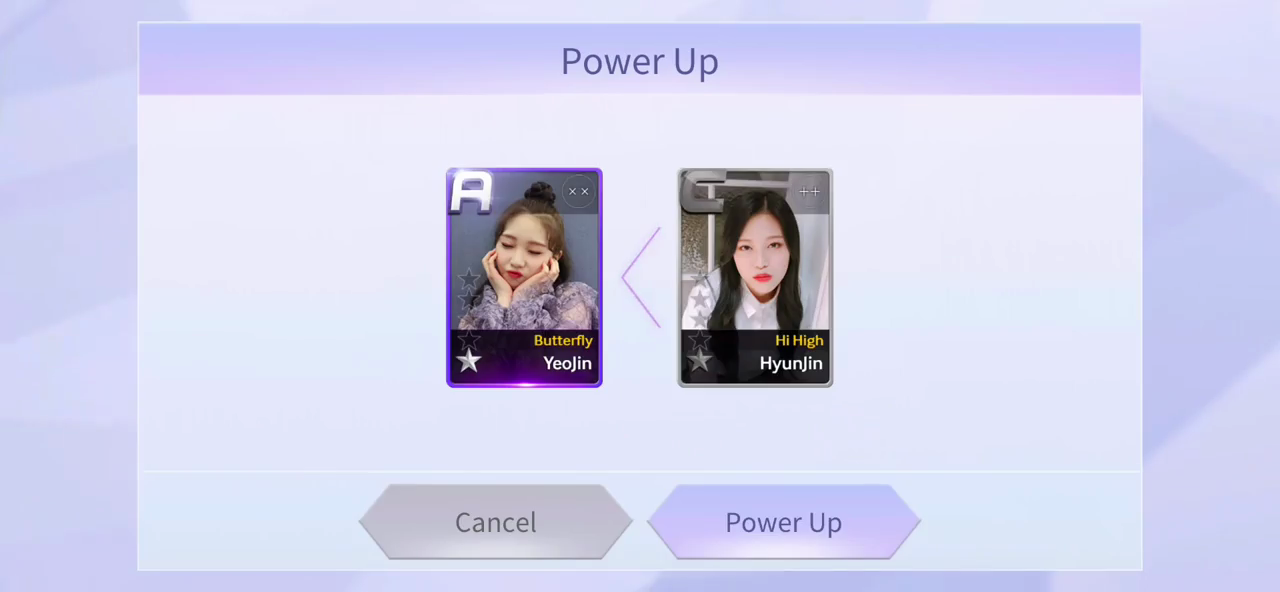 Power Up
A
××
Butterfly
YeoJin
C
++
Hi High
HyunJin
Cancel
Power Up